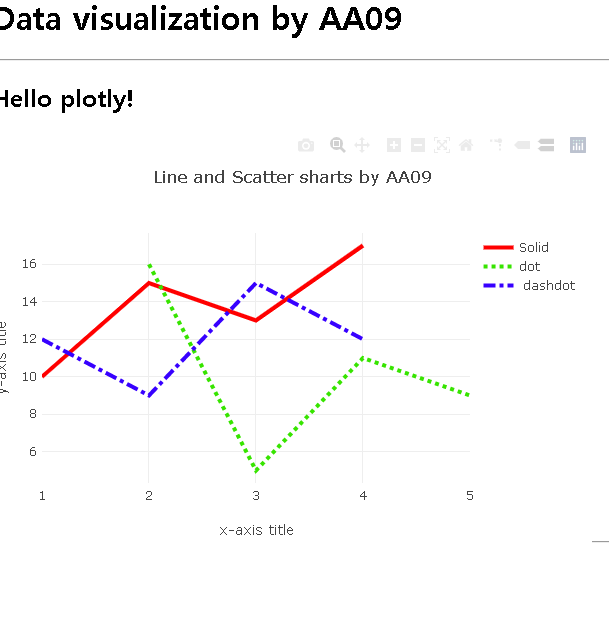 Data visualization by AA09
Hello plotly!
Line and Scatter sharts by AA09
Solid
dot
dashdot
16
14
12
10
8
6
y-axis title
1 2 3 4 5
x-axis title